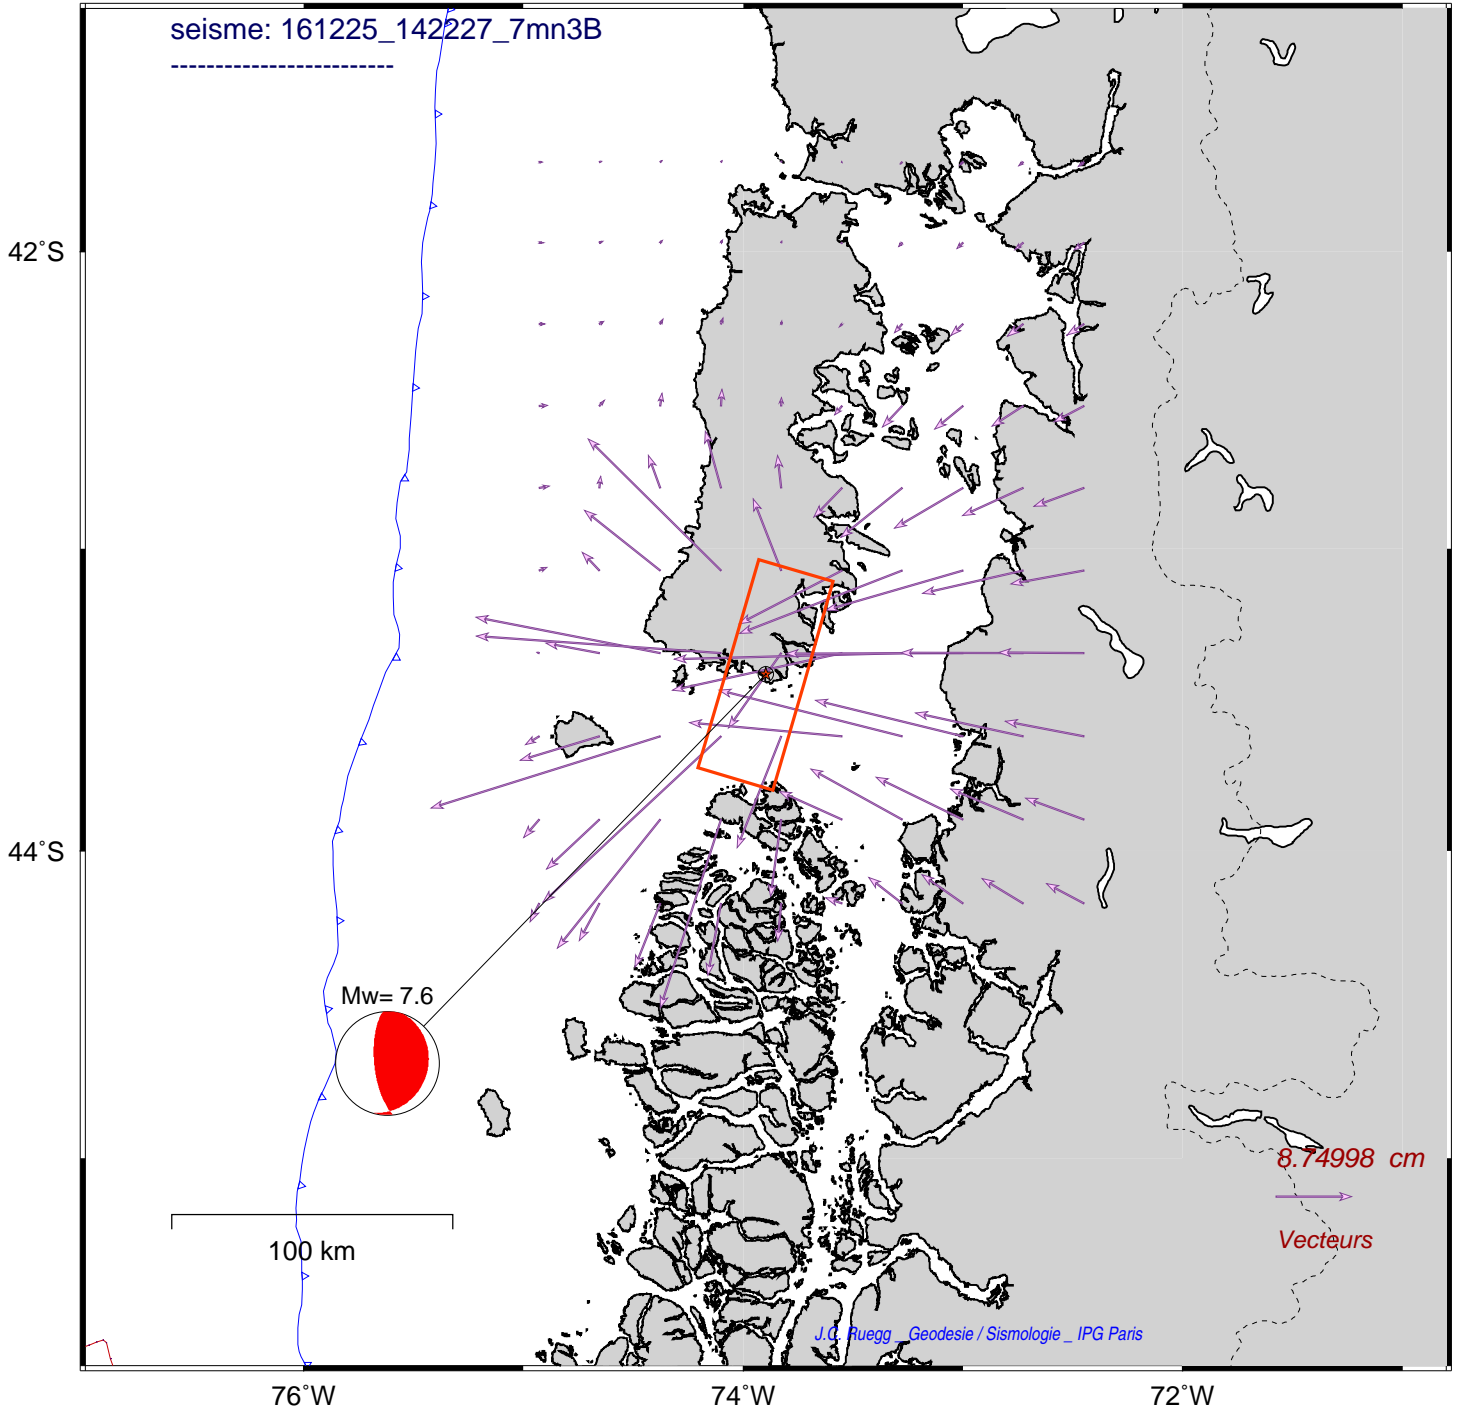 seisme: 161225_142227_7mn3B
-------------------------
42°S
44°S
Mw= 7.6
8.74998 cm
Vecteurs
100 km
J.C. Ruegg _ Geodesie / Sismologie _ IPG Paris
76°W
74°W
72°W